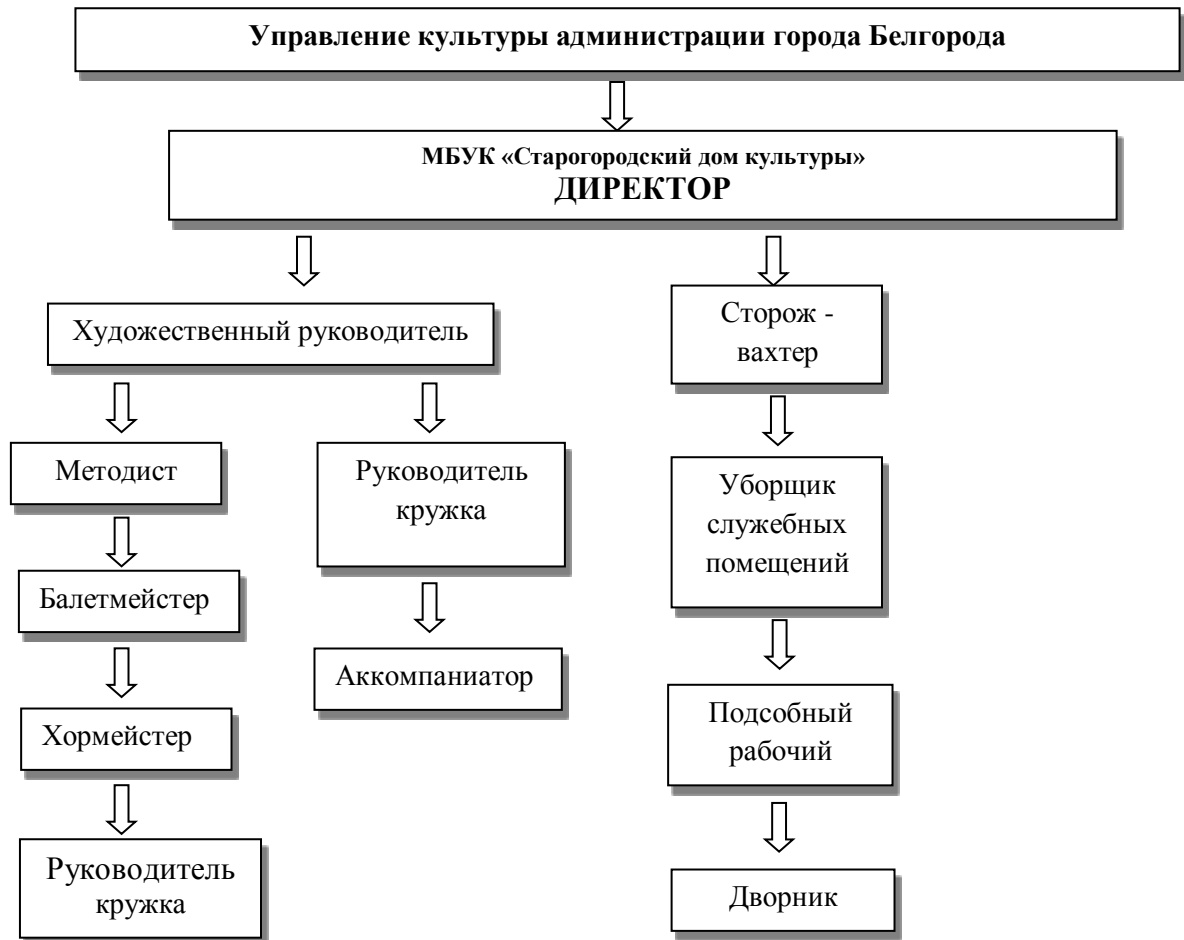 Управление культуры администрации города Белгорода
МБУК «Старогородский дом культуры»
ДИРЕКТОР
Художественный руководитель
Сторож -
вахтер
Методист
Руководитель
кружка
Уборщик
служебных
помещений
Балетмейстер
Аккомпаниатор
Хормейстер
Подсобный
рабочий
Руководитель
кружка
Дворник